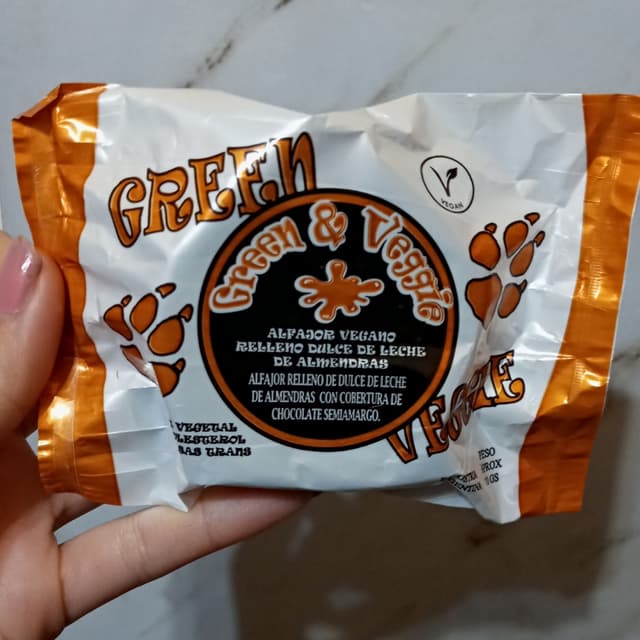 GREEN
VEGAN
Green & Veggie
ALFAJOR VEGANO
RELLENO DULCE DE LECHE
DE ALMENDRAS
ALFAJOR RELLENO DE DULCE DE LECHE
DE ALMENDRAS CON COBERTURA DE
CHOCOLATE SEMIAMARGO.
VEGETAL
TRANS
PESO